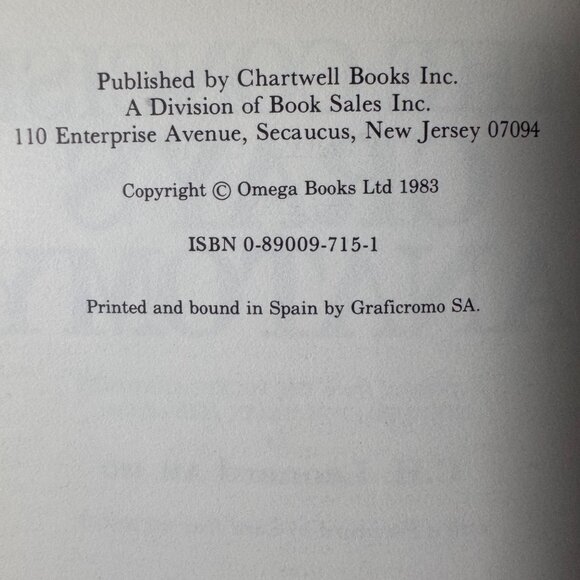 Published by Chartwell Books Inc.
A Division of Book Sales Inc.
110 Enterprise Avenue, Secaucus, New Jersey 07094
Copyright © Omega Books Ltd 1983
ISBN 0-89009-715-1
Printed and bound in Spain by Graficromo SA.